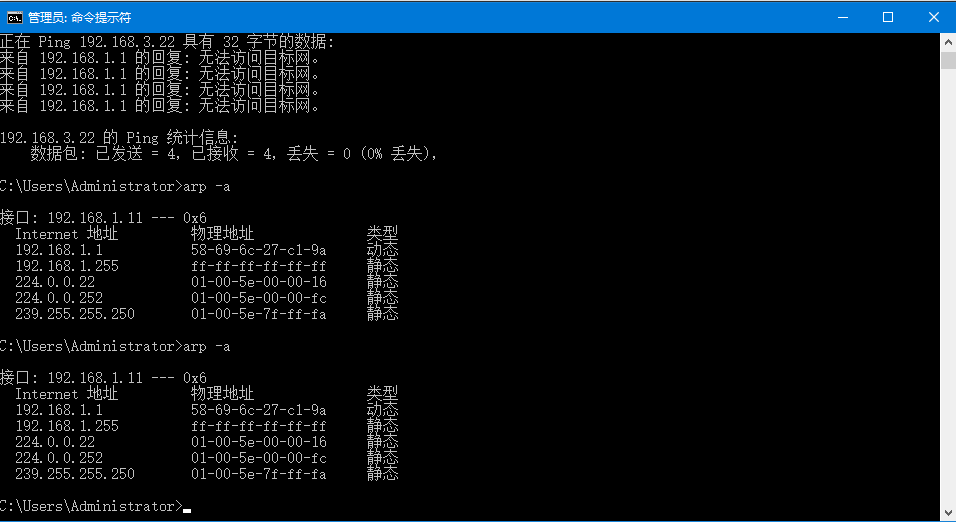 管理员: 命令提示符
正在 Ping 192.168.3.22 具有 32 字节的数据:
来自 192.168.1.1 的回复: 无法访问目标网。
来自 192.168.1.1 的回复: 无法访问目标网。
来自 192.168.1.1 的回复: 无法访问目标网。
来自 192.168.1.1 的回复: 无法访问目标网。
192.168.3.22 的 Ping 统计信息:
数据包: 已发送 = 4, 已接收 = 4, 丢失 = 0 (0% 丢失),
C:\Users\Administrator>arp -a
接口: 192.168.1.11 --- 0x6
Internet 地址 物理地址 类型
192.168.1.1 58-69-6c-27-c1-9a 动态
192.168.1.255 ff-ff-ff-ff-ff-ff 静态
224.0.0.22 01-00-5e-00-00-16 静态
224.0.0.252 01-00-5e-00-00-fc 静态
239.255.255.250 01-00-5e-7f-ff-fa 静态
C:\Users\Administrator>arp -a
接口: 192.168.1.11 --- 0x6
Internet 地址 物理地址 类型
192.168.1.1 58-69-6c-27-c1-9a 动态
192.168.1.255 ff-ff-ff-ff-ff-ff 静态
224.0.0.22 01-00-5e-00-00-16 静态
224.0.0.252 01-00-5e-00-00-fc 静态
239.255.255.250 01-00-5e-7f-ff-fa 静态
C:\Users\Administrator>